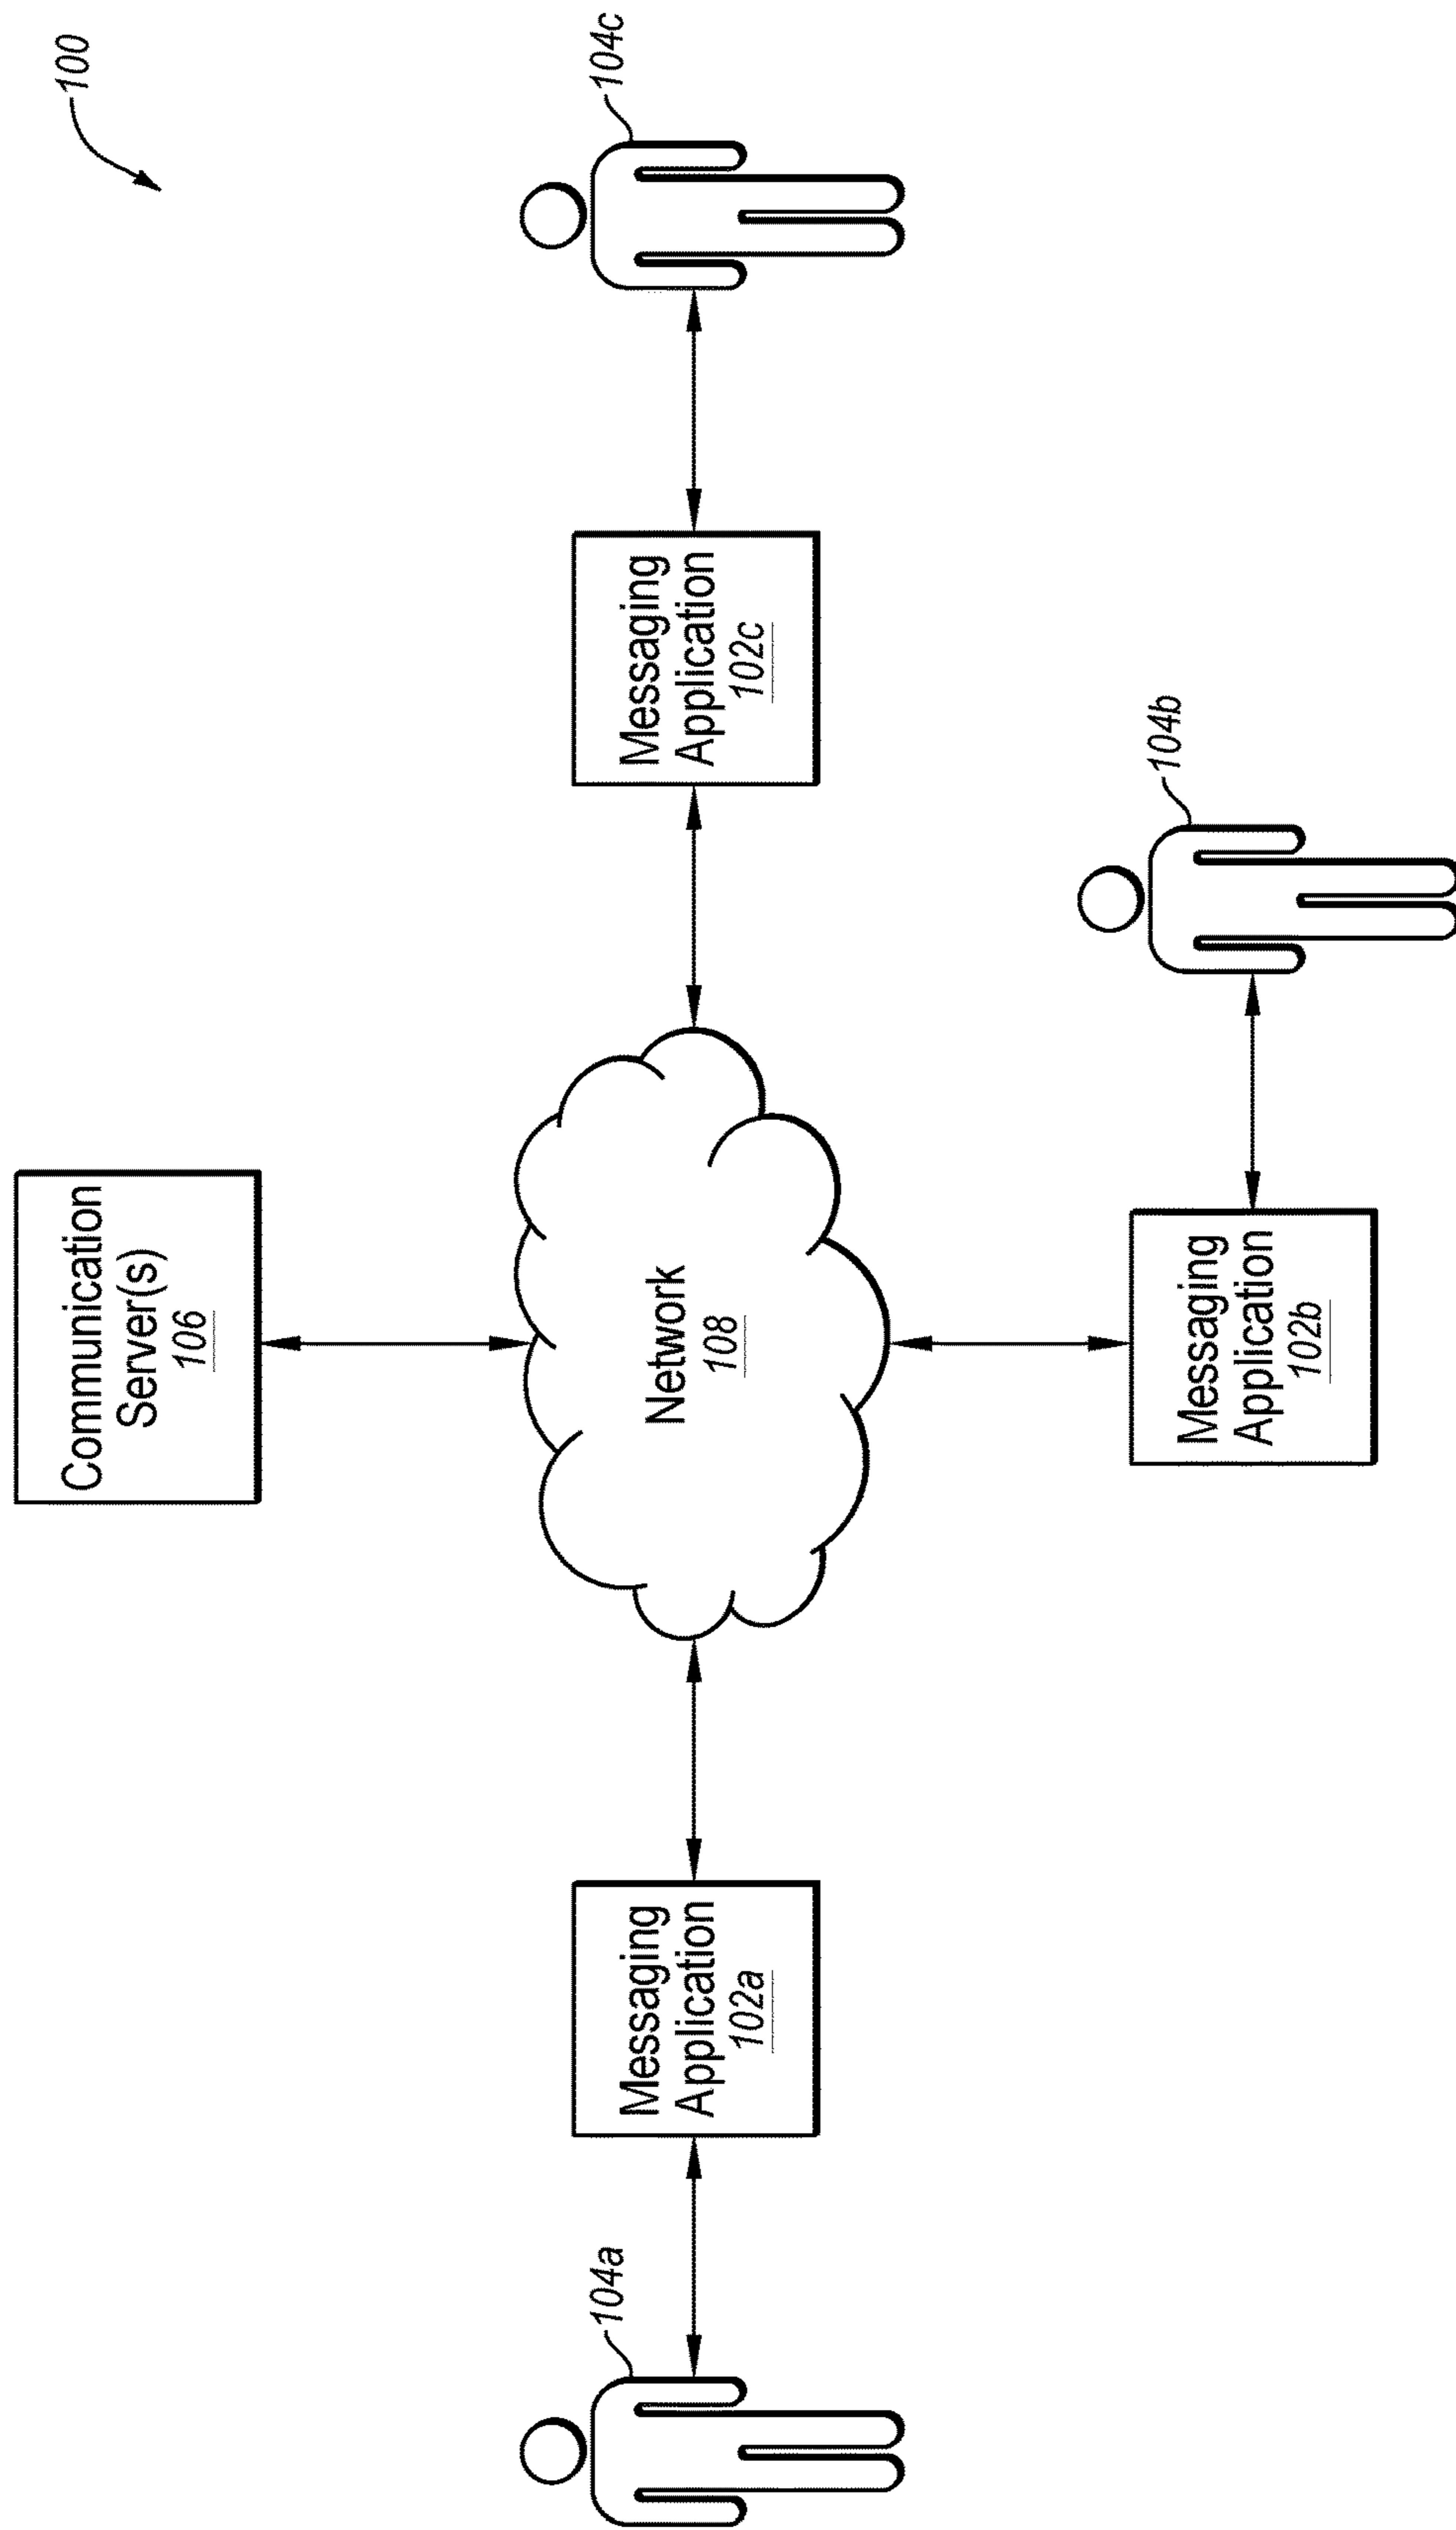 100
Communication
Server(s)
106
104a
Messaging
Application
102a
Network
108
Messaging
Application
102c
104c
Messaging
Application
102b
104b